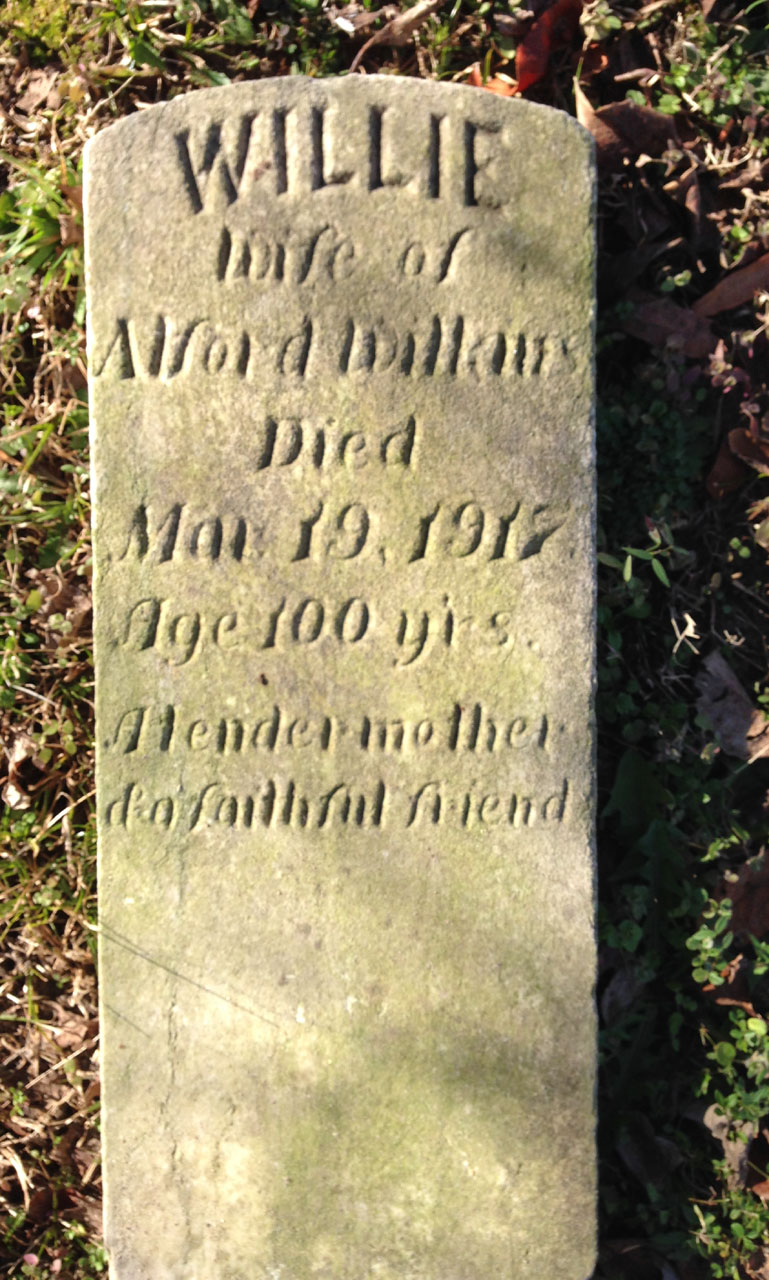 WILLIE
Wife of
Alford Wilkins
Died
Mar. 19, 1917.
Age 100 yrs.
A tender mother
& a faithful friend